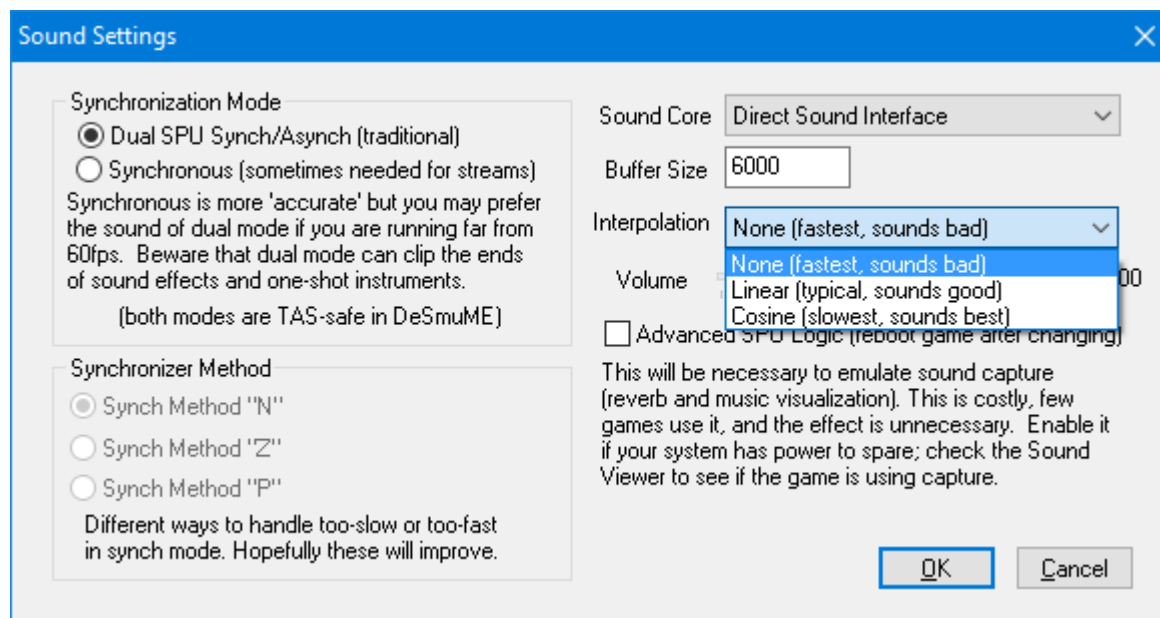 Sound Settings
Synchronization Mode
Dual SPU Synch/Asynch (traditional)
Synchronous (sometimes needed for streams)
Synchronous is more 'accurate' but you may prefer
the sound of dual mode if you are running far from
60fps. Beware that dual mode can clip the ends
of sound effects and one-shot instruments.
(both modes are TAS-safe in DeSmuME)
Synchronizer Method
Synch Method "N"
Synch Method "Z"
Synch Method "P"
Different ways to handle too-slow or too-fast
in synch mode. Hopefully these will improve.
Sound Core Direct Sound Interface
Buffer Size 6000
Interpolation None (fastest, sounds bad)
None (fastest, sounds bad)
Linear (typical, sounds good)
Cosine (slowest, sounds best)
Volume
Advanced SPU Logic (reboot game after changing)
This will be necessary to emulate sound capture
(reverb and music visualization). This is costly, few
games use it, and the effect is unnecessary. Enable it
if your system has power to spare; check the Sound
Viewer to see if the game is using capture.
OK Cancel